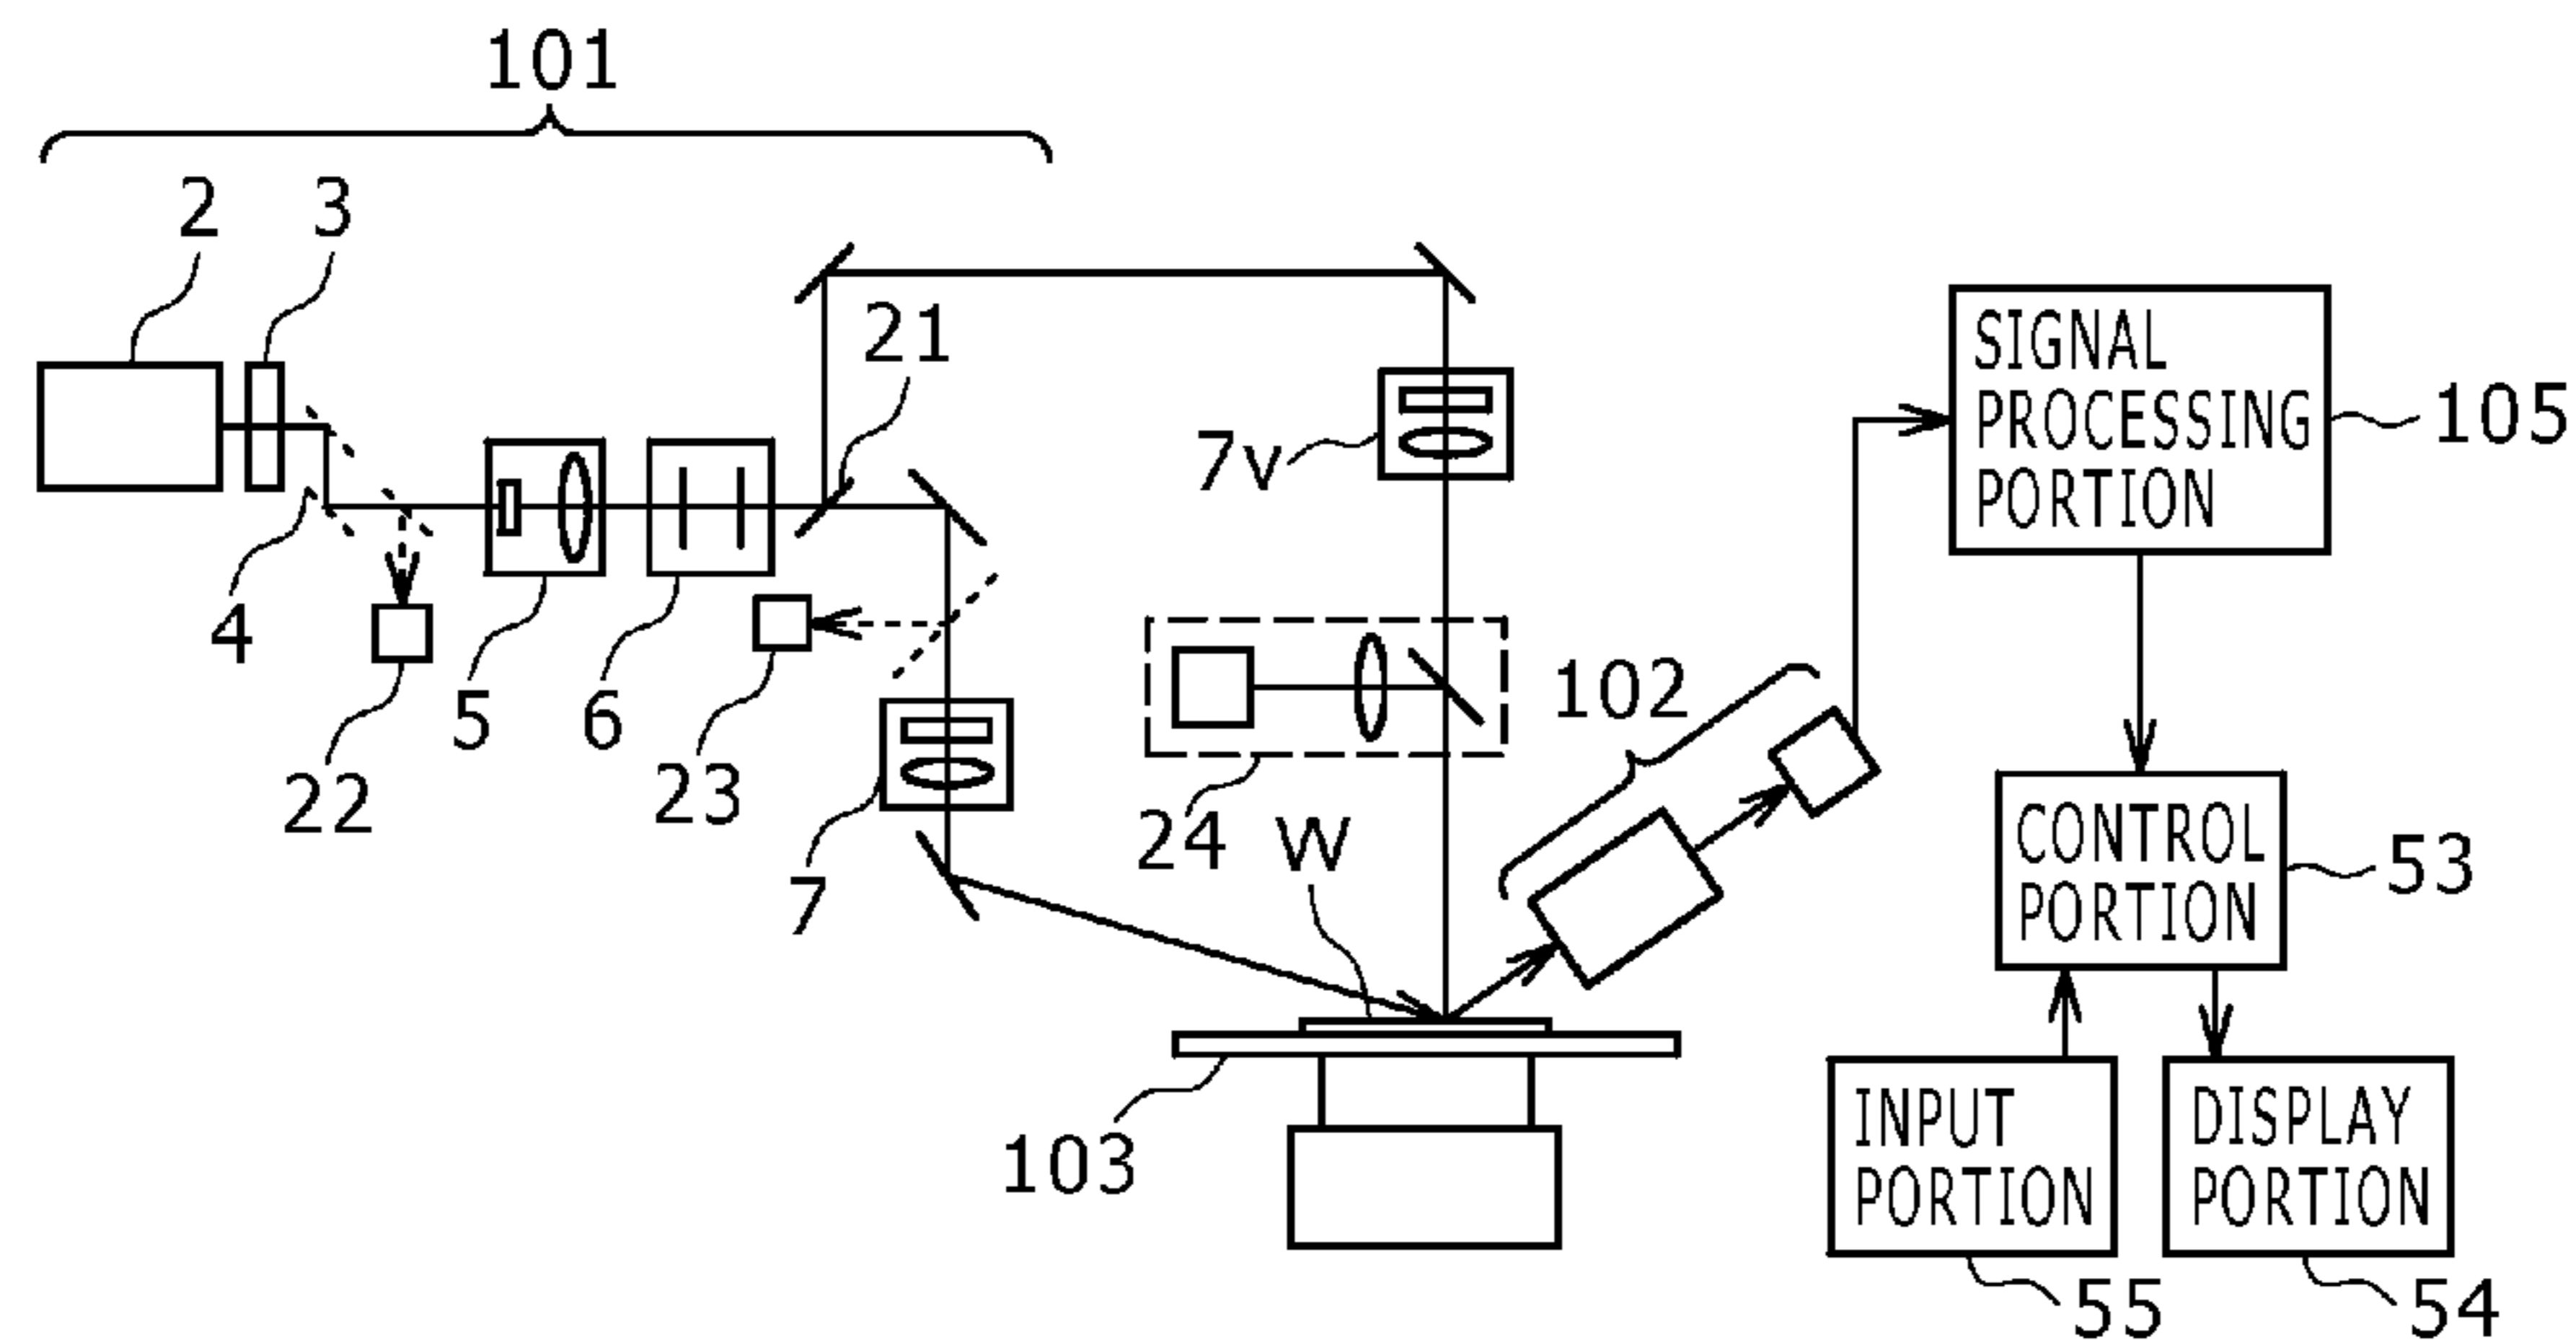 101
2
3
21
SIGNAL
PROCESSING
PORTION
105
7v
4
22
5
6
23
7
24
102
W
CONTROL
PORTION
53
103
INPUT
PORTION
55
DISPLAY
PORTION
54